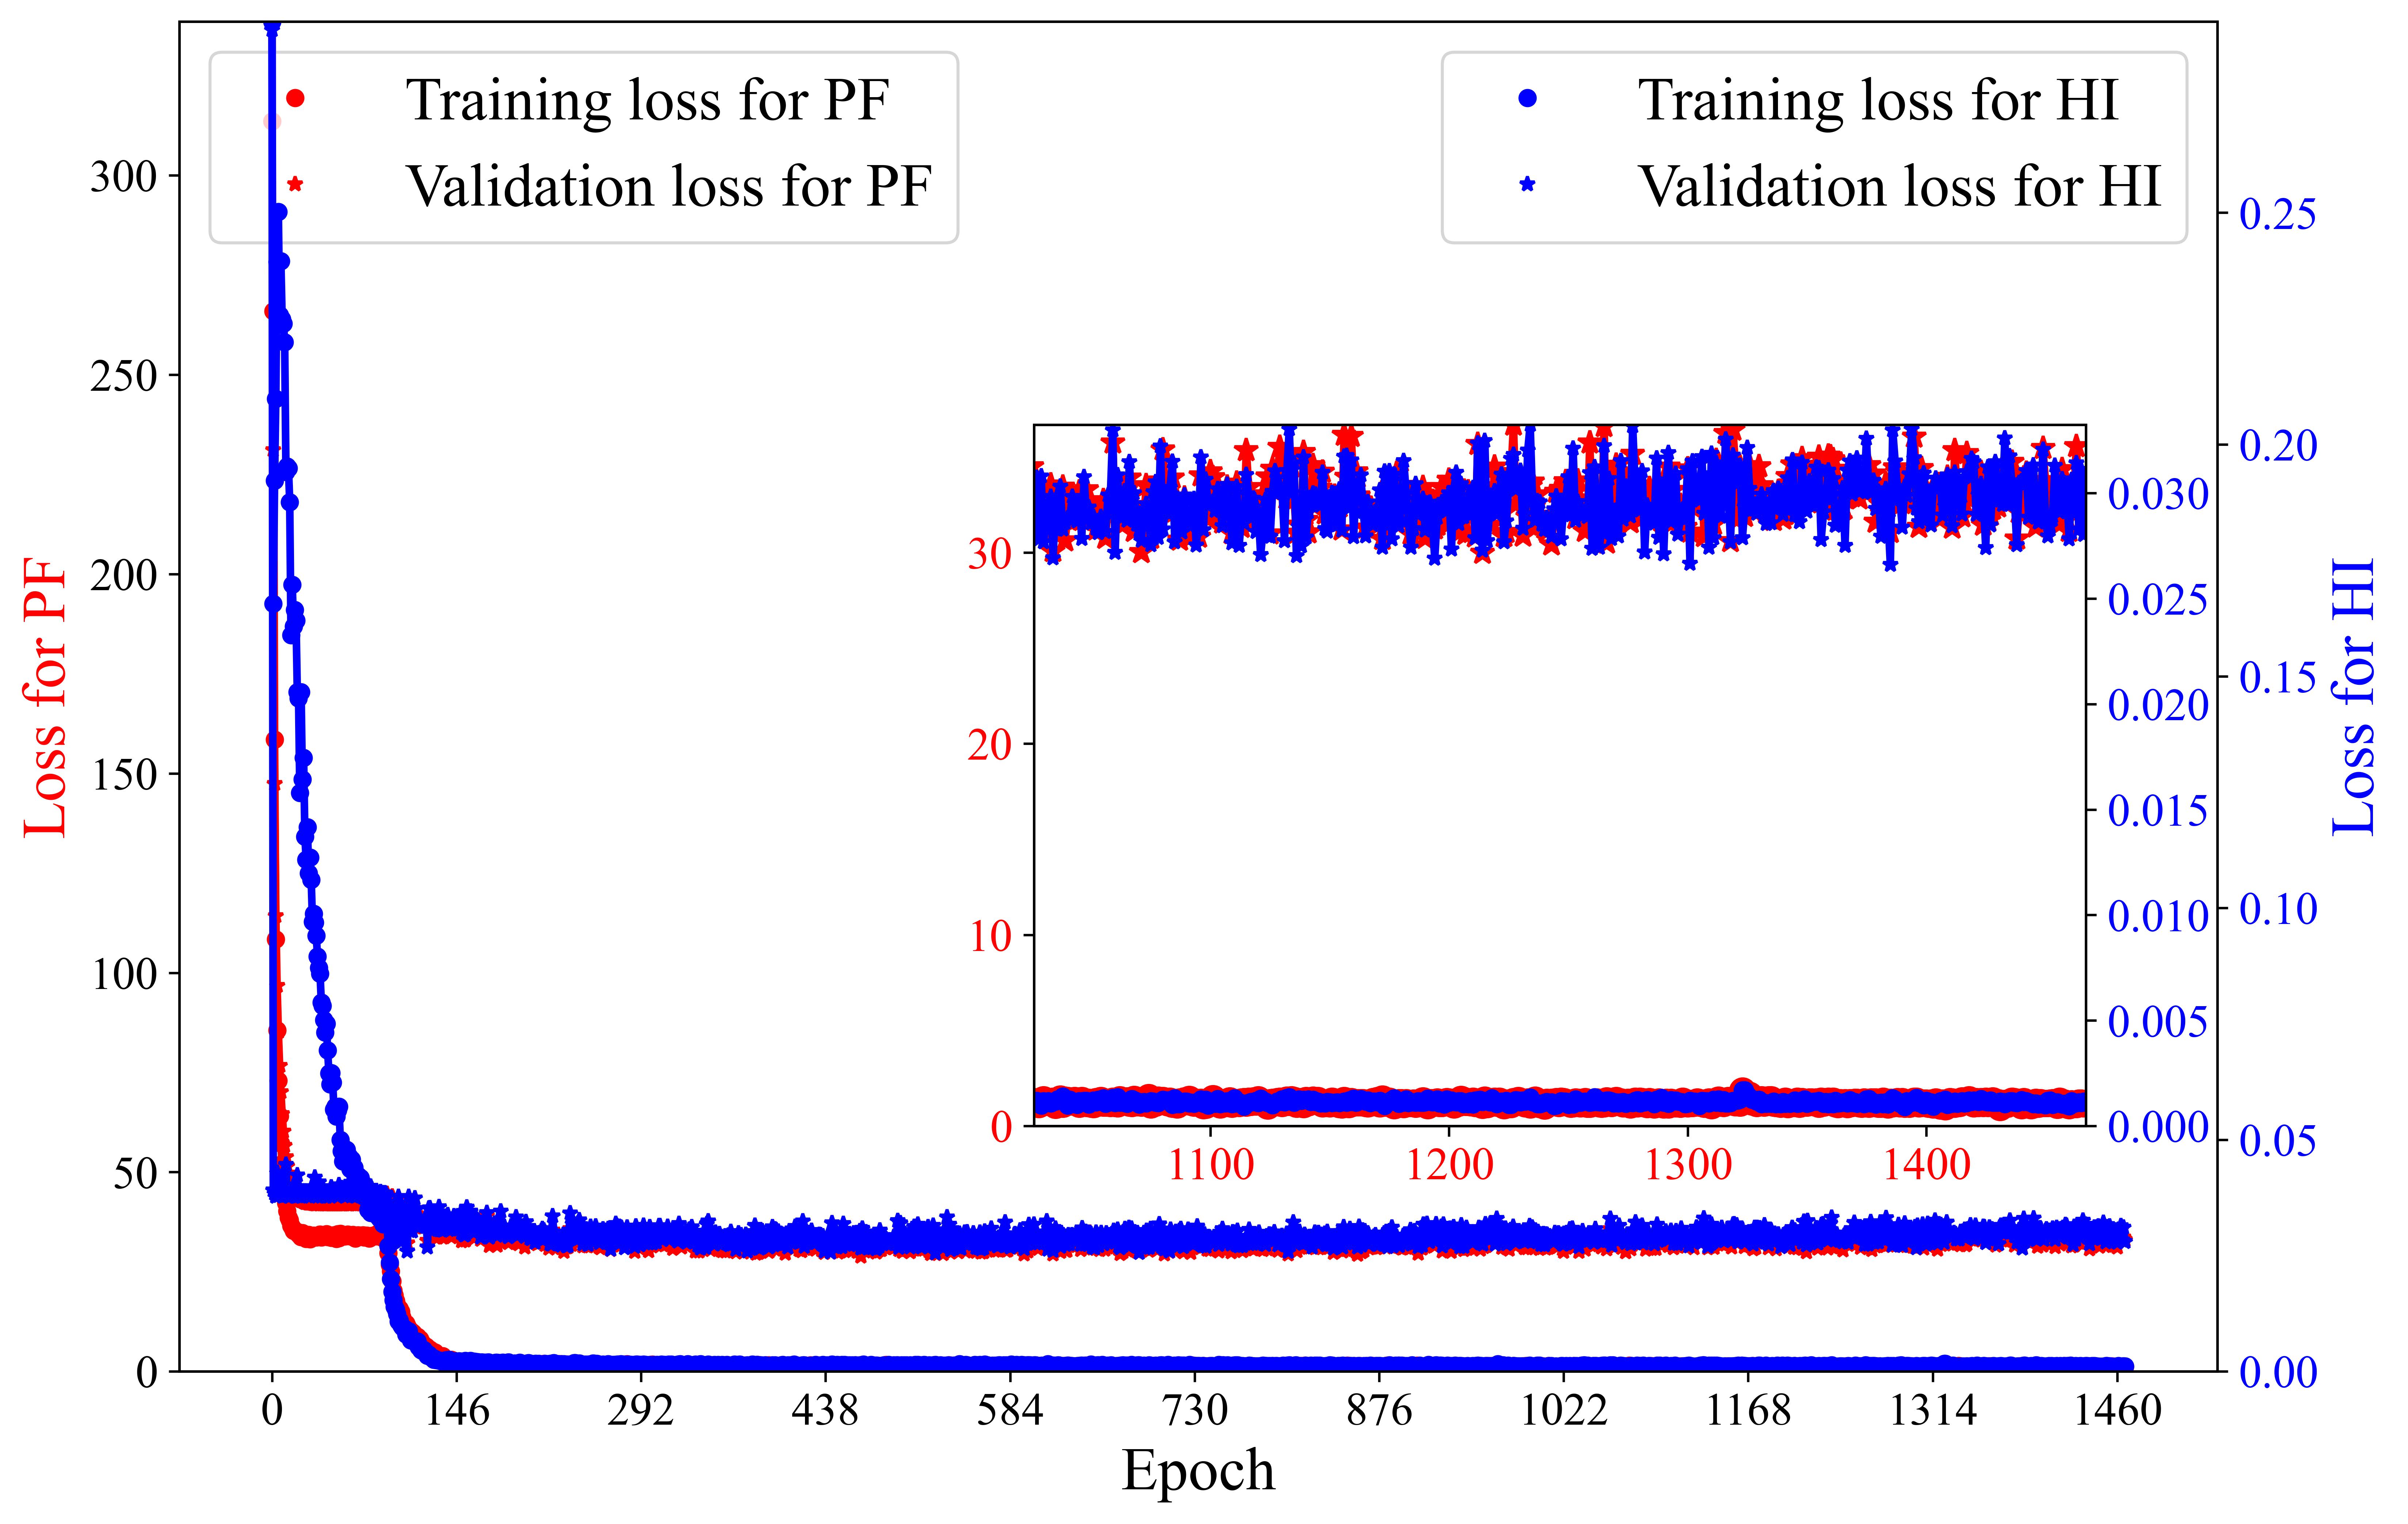 Training loss for PF
Validation loss for PF
Training loss for HI
Validation loss for HI
Loss for PF
300
250
200
150
100
50
0
0.25
0.20
0.15
0.10
0.05
0.00
Loss for HI
30
20
10
0
0.030
0.025
0.020
0.015
0.010
0.005
0.000
1100 1200 1300 1400
0 146 292 438 584 730 876 1022 1168 1314 1460
Epoch